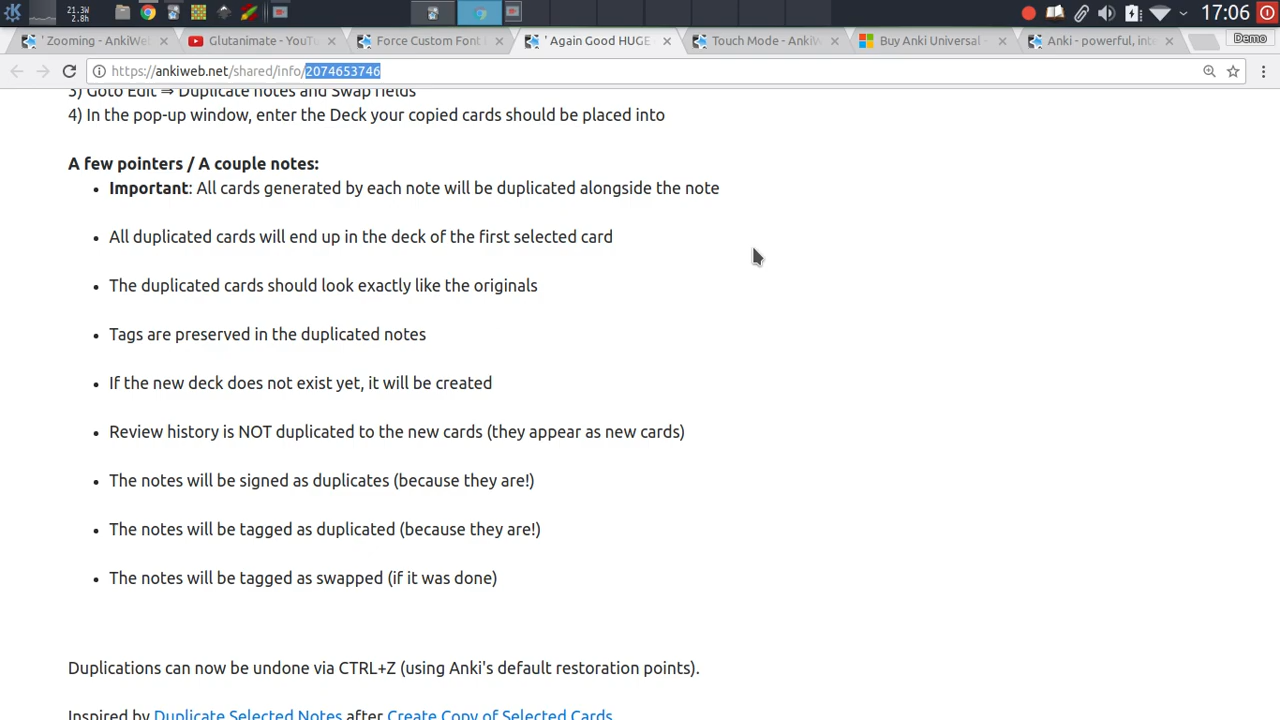 21.3W
2.8h
17:06
' Zooming - AnkiWeb
Glutanimate - YouTu
Force Custom Font
' Again Good HUGE
Touch Mode - AnkiW
Buy Anki Universal -
Anki - powerful, inte
Demo
https://ankiweb.net/shared/info/2074653746
3) Goto Edit ⇒ Duplicate notes and Swap fields
4) In the pop-up window, enter the Deck your copied cards should be placed into
A few pointers / A couple notes:
• Important: All cards generated by each note will be duplicated alongside the note
• All duplicated cards will end up in the deck of the first selected card
• The duplicated cards should look exactly like the originals
• Tags are preserved in the duplicated notes
• If the new deck does not exist yet, it will be created
• Review history is NOT duplicated to the new cards (they appear as new cards)
• The notes will be signed as duplicates (because they are!)
• The notes will be tagged as duplicated (because they are!)
• The notes will be tagged as swapped (if it was done)
Duplications can now be undone via CTRL+Z (using Anki's default restoration points).
Inspired by Duplicate Selected Notes after Create Copy of Selected Cards.